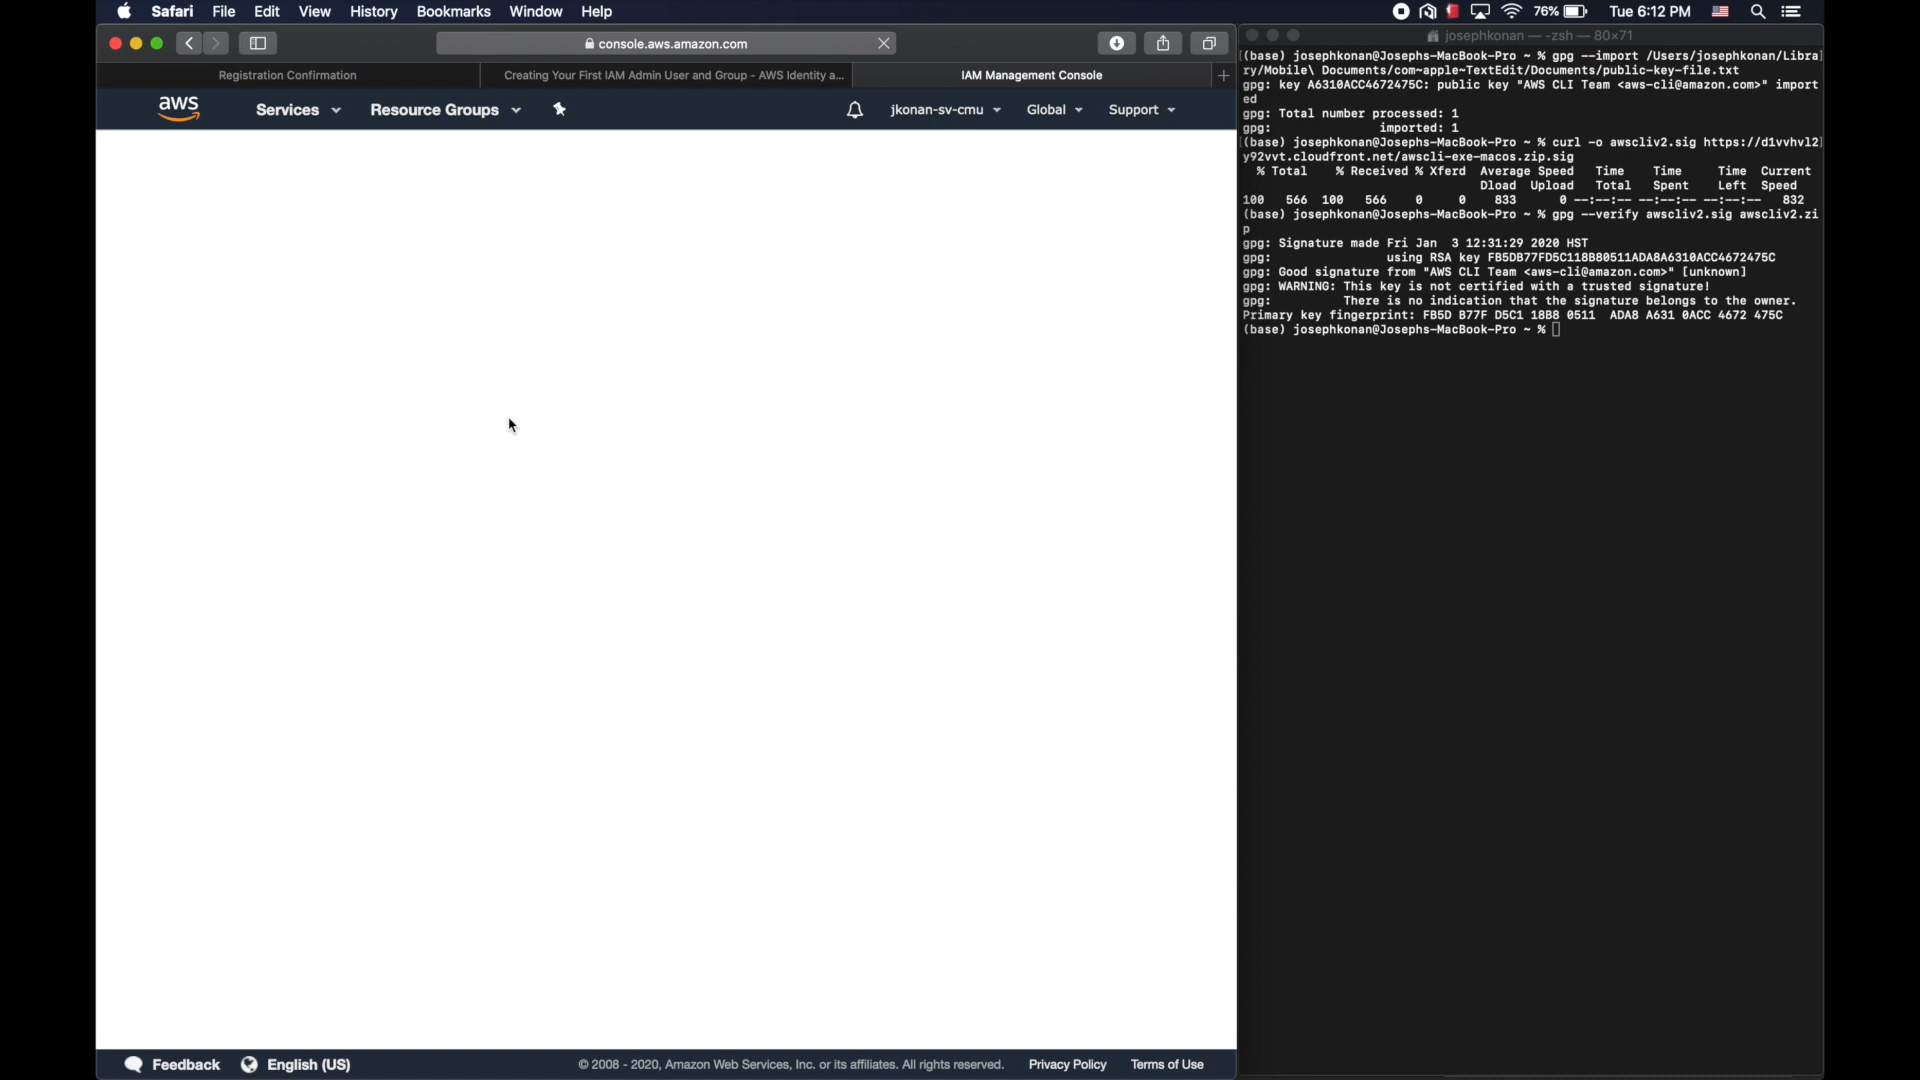 Safari File Edit View History Bookmarks Window Help
76% Tue 6:12 PM
console.aws.amazon.com
Registration Confirmation
Creating Your First IAM Admin User and Group - AWS Identity a...
IAM Management Console
aws Services Resource Groups jkonan-sv-cmu Global Support
Feedback English (US) © 2008 - 2020, Amazon Web Services, Inc. or its affiliates. All rights reserved. Privacy Policy Terms of Use
josephkonan — -zsh — 80×71
[(base) josephkonan@Josephs-MacBook-Pro ~ % gpg --import /Users/josephkonan/Libra]
ry/Mobile\ Documents/com~apple~TextEdit/Documents/public-key-file.txt
gpg: key A6310ACC4672475C: public key "AWS CLI Team <aws-cli@amazon.com>" import
ed
gpg: Total number processed: 1
gpg:               imported: 1
[(base) josephkonan@Josephs-MacBook-Pro ~ % curl -o awscliv2.sig https://d1vvhvl2]
y92vvt.cloudfront.net/awscli-exe-macos.zip.sig
  % Total    % Received % Xferd  Average Speed   Time    Time     Time  Current
                                 Dload  Upload   Total   Spent    Left  Speed
100   566  100   566    0     0    833      0 --:--:-- --:--:-- --:--:--   832
(base) josephkonan@Josephs-MacBook-Pro ~ % gpg --verify awscliv2.sig awscliv2.zi
p
gpg: Signature made Fri Jan  3 12:31:29 2020 HST
gpg:                using RSA key FB5DB77FD5C118B80511ADA8A6310ACC4672475C
gpg: Good signature from "AWS CLI Team <aws-cli@amazon.com>" [unknown]
gpg: WARNING: This key is not certified with a trusted signature!
gpg:          There is no indication that the signature belongs to the owner.
Primary key fingerprint: FB5D B77F D5C1 18B8 0511  ADA8 A631 0ACC 4672 475C
(base) josephkonan@Josephs-MacBook-Pro ~ %